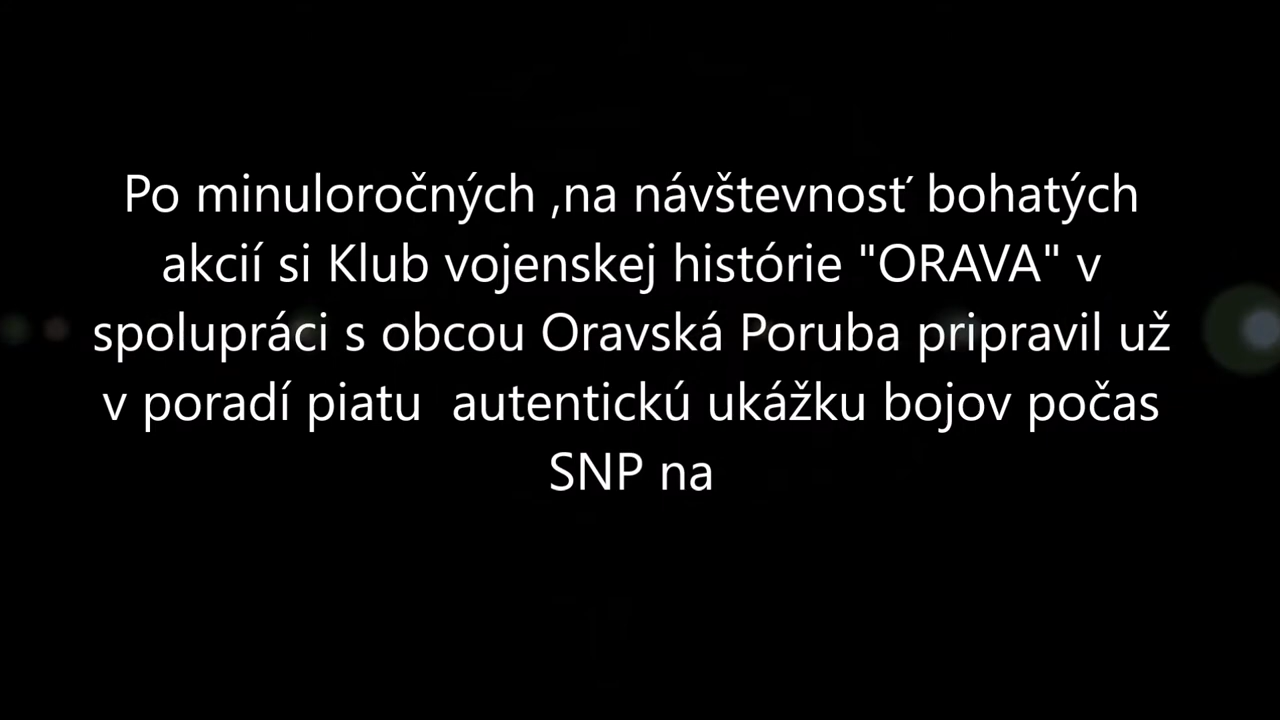 Po minuloročných ,na návštevnosť bohatých
akcií si Klub vojenskej histórie "ORAVA" v
spolupráci s obcou Oravská Poruba pripravil už
v poradí piatu  autentickú ukážku bojov počas
SNP na